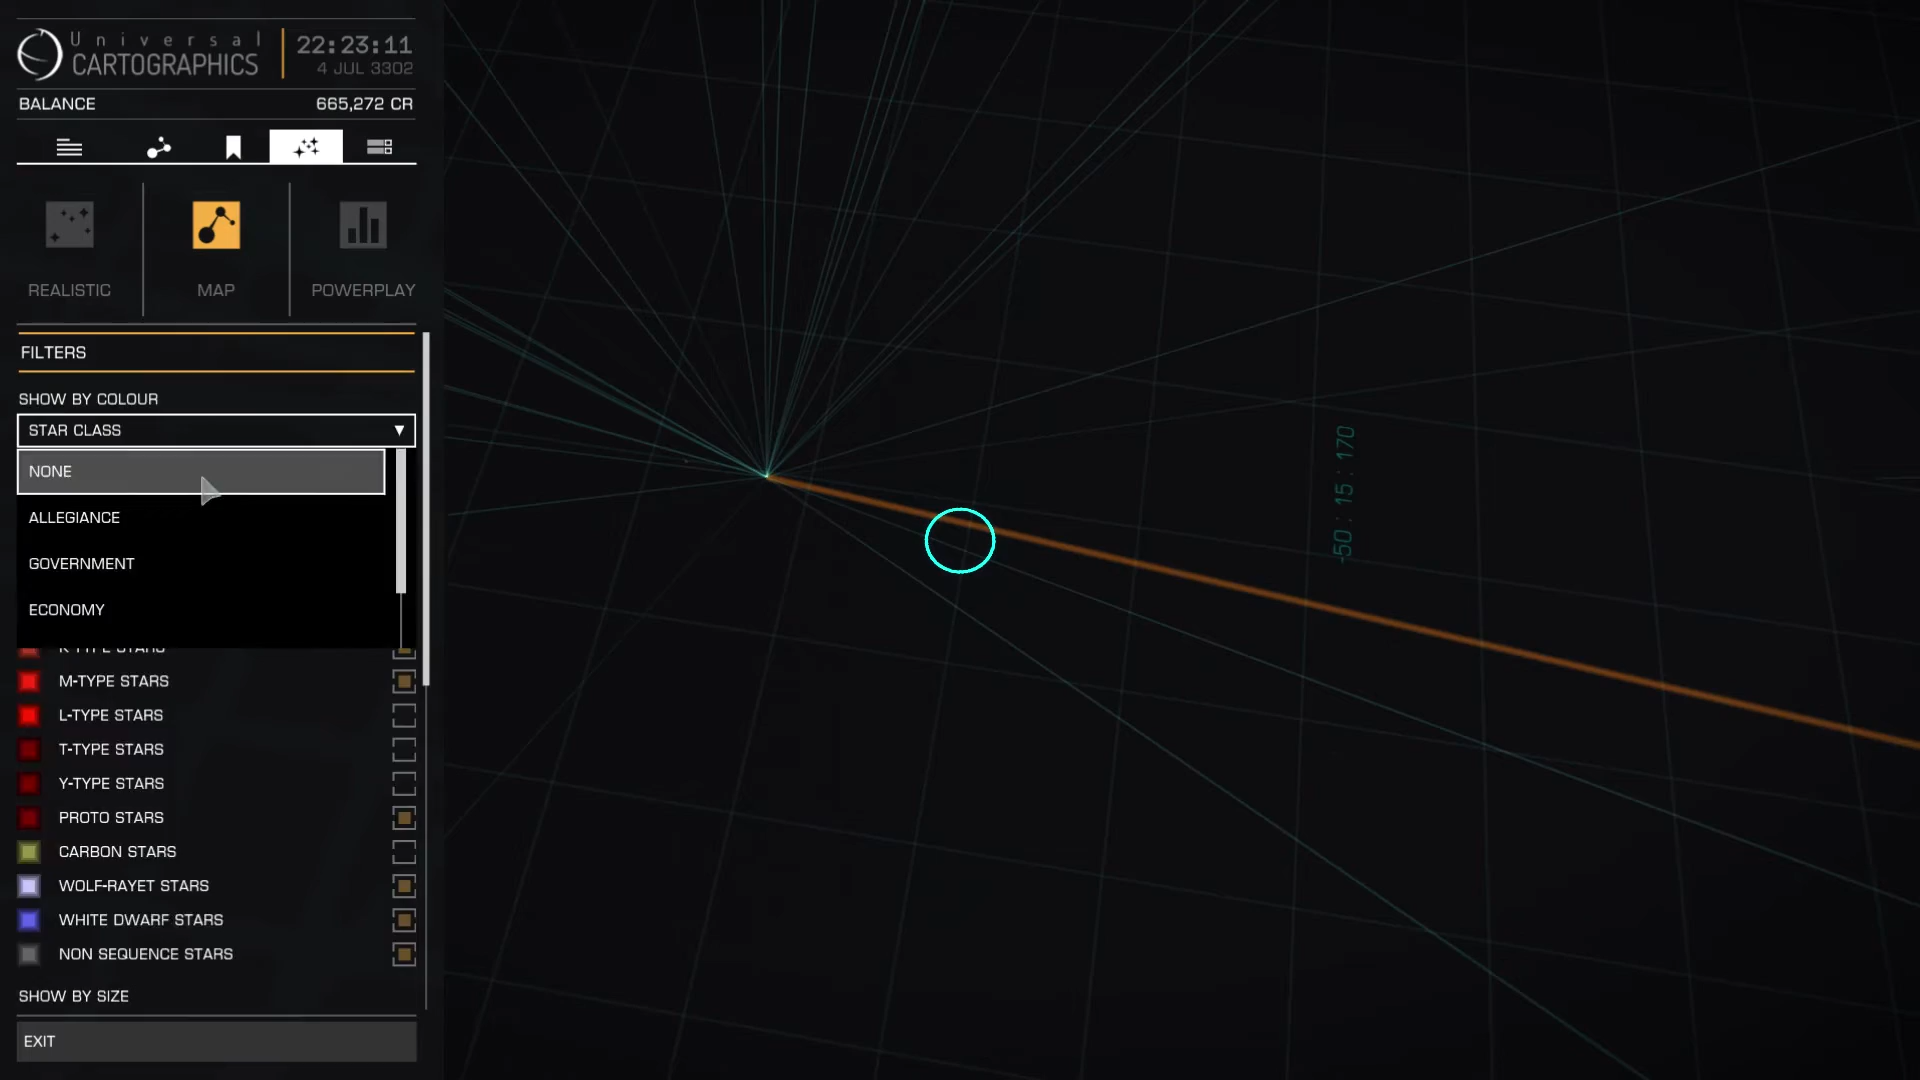 Universal
CARTOGRAPHICS
22:23:11
4 JUL 3302
BALANCE
665,272 CR
REALISTIC
MAP
POWERPLAY
FILTERS
SHOW BY COLOUR
STAR CLASS
NONE
ALLEGIANCE
GOVERNMENT
ECONOMY
K-TYPE STARS
M-TYPE STARS
L-TYPE STARS
T-TYPE STARS
Y-TYPE STARS
PROTO STARS
CARBON STARS
WOLF-RAYET STARS
WHITE DWARF STARS
NON SEQUENCE STARS
SHOW BY SIZE
EXIT
-50 : 15 : 170